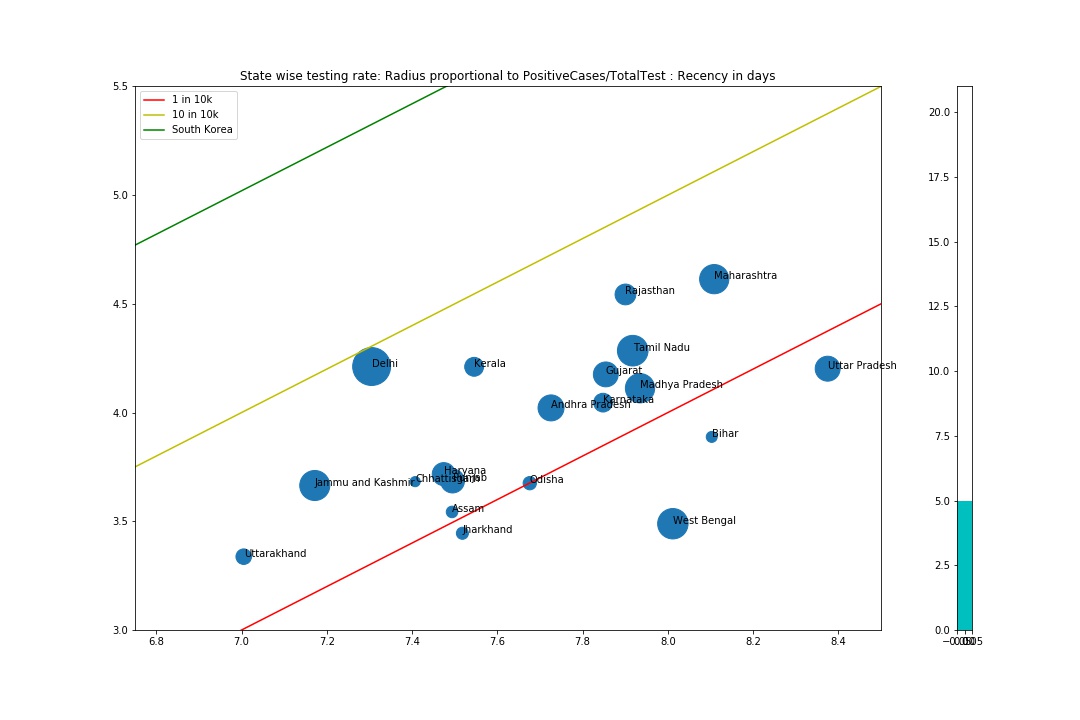 State wise testing rate: Radius proportional to PositiveCases/TotalTest : Recency in days
1 in 10k
10 in 10k
South Korea
5.5
5.0
4.5
4.0
3.5
3.0
Maharashtra
Rajasthan
Tamil Nadu
Delhi
Kerala
Uttar Pradesh
Gujarat
Madhya Pradesh
Karnataka
Andhra Pradesh
Bihar
Haryana
Punjab
Chhattisgarh
Odisha
Jammu and Kashmir
Assam
West Bengal
Jharkhand
Uttarakhand
6.8 7.0 7.2 7.4 7.6 7.8 8.0 8.2 8.4
20.0
17.5
15.0
12.5
10.0
7.5
5.0
2.5
0.0